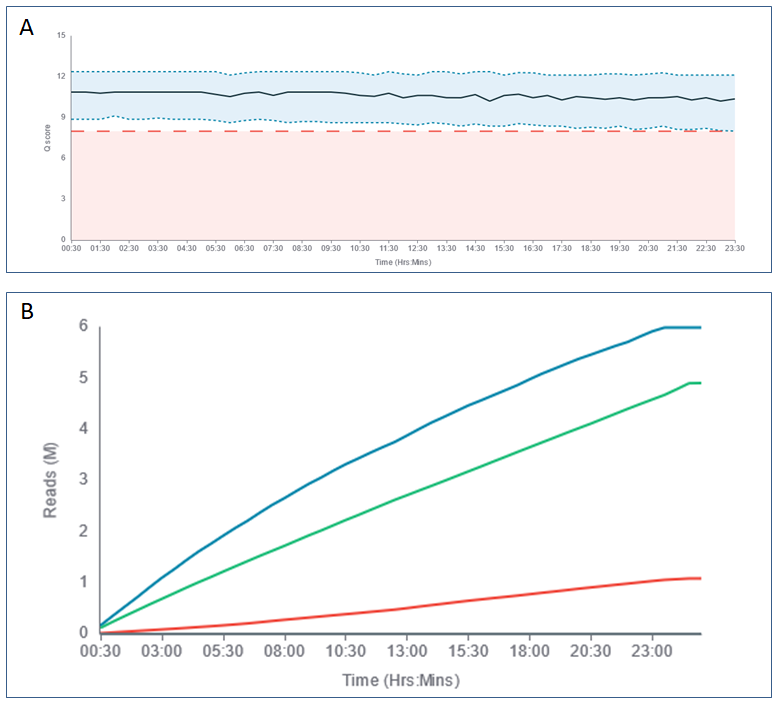 A
15
12
9
6
3
0
Q score
00:30 01:30 02:30 03:30 04:30 05:30 06:30 07:30 08:30 09:30 10:30 11:30 12:30 13:30 14:30 15:30 16:30 17:30 18:30 19:30 20:30 21:30 22:30 23:30
Time (Hrs:Mins)
B
6
5
4
3
2
1
0
Reads (M)
00:30 03:00 05:30 08:00 10:30 13:00 15:30 18:00 20:30 23:00
Time (Hrs:Mins)